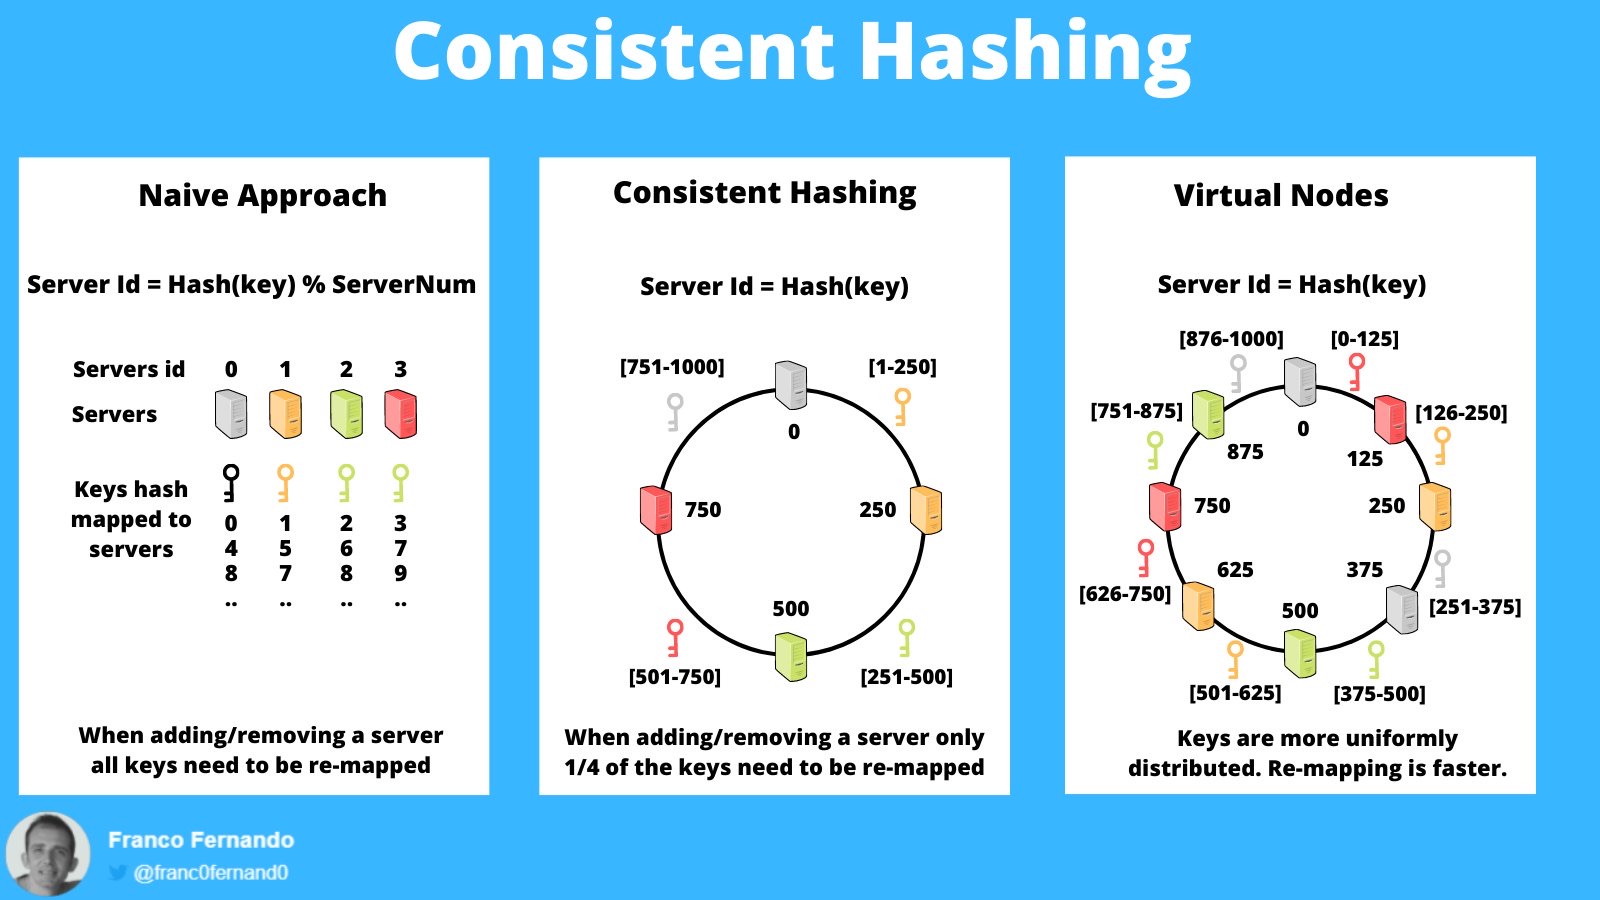 Consistent Hashing
Naive Approach
Server Id = Hash(key) % ServerNum
Servers id 0 1 2 3
Servers
Keys hash
mapped to
servers
0 1 2 3
4 5 6 7
8 7 8 9
.. .. .. ..
When adding/removing a server
all keys need to be re-mapped
Consistent Hashing
Server Id = Hash(key)
[751-1000] [1-250]
0
750 250
500
[501-750] [251-500]
When adding/removing a server only
1/4 of the keys need to be re-mapped
Virtual Nodes
Server Id = Hash(key)
[876-1000] [0-125]
[751-875] [126-250]
0
875 125
750 250
625 375
[626-750] [251-375]
500
[501-625] [375-500]
Keys are more uniformly
distributed. Re-mapping is faster.
Franco Fernando
@franc0fernand0